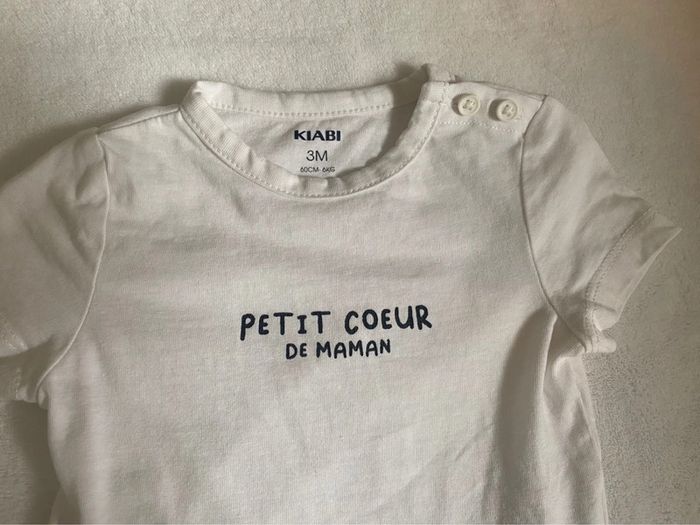 KIABI
3M
60CM- 6KG
PETIT COEUR
DE MAMAN